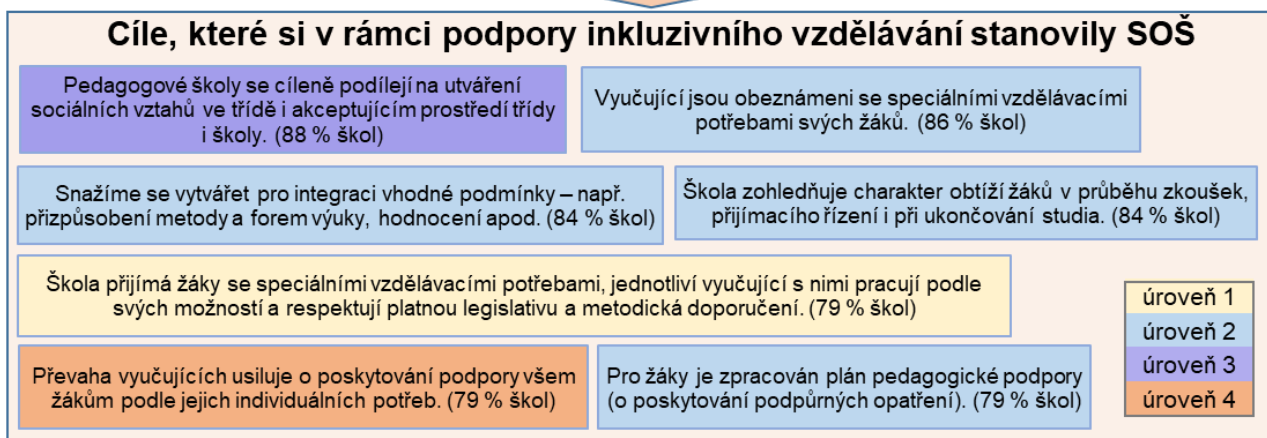 Cíle, které si v rámci podpory inkluzivního vzdělávání stanovily SOŠ
Pedagogové školy se cíleně podílejí na utváření
sociálních vztahů ve třídě i akceptujícím prostředí třídy
i školy. (88 % škol)
Vyučující jsou obeznámeni se speciálními vzdělávacími
potřebami svých žáků. (86 % škol)
Snažíme se vytvářet pro integraci vhodné podmínky – např.
přizpůsobení metody a forem výuky, hodnocení apod. (84 % škol)
Škola zohledňuje charakter obtíží žáků v průběhu zkoušek,
přijímacího řízení i při ukončování studia. (84 % škol)
Škola přijímá žáky se speciálními vzdělávacími potřebami, jednotliví vyučující s nimi pracují podle
svých možností a respektují platnou legislativu a metodická doporučení. (79 % škol)
Převaha vyučujících usiluje o poskytování podpory všem
žákům podle jejich individuálních potřeb. (79 % škol)
Pro žáky je zpracován plán pedagogické podpory
(o poskytování podpůrných opatření). (79 % škol)
úroveň 1
úroveň 2
úroveň 3
úroveň 4